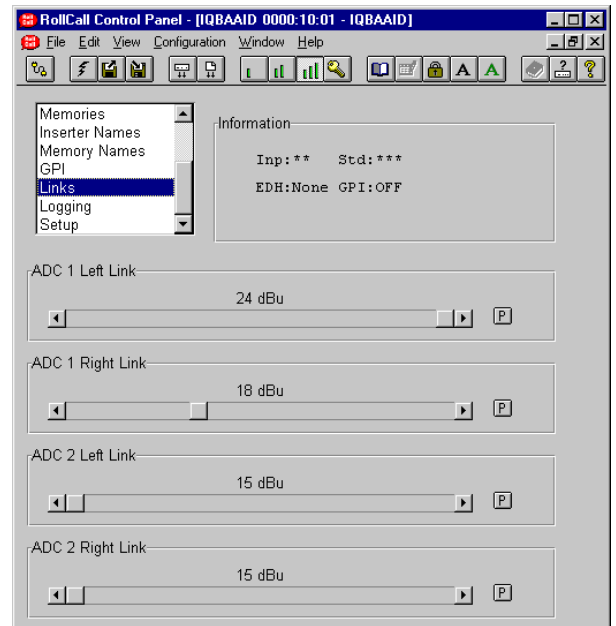 RollCall Control Panel - [IQBAAID 0000:10:01 - IQBAAID]
File Edit View Configuration Window Help
A A ?
Memories
Inserter Names
Memory Names
GPI
Links
Logging
Setup
Information
Inp:** Std:***
EDH:None GPI:OFF
ADC 1 Left Link
24 dBu
P
ADC 1 Right Link
18 dBu
P
ADC 2 Left Link
15 dBu
P
ADC 2 Right Link
15 dBu
P